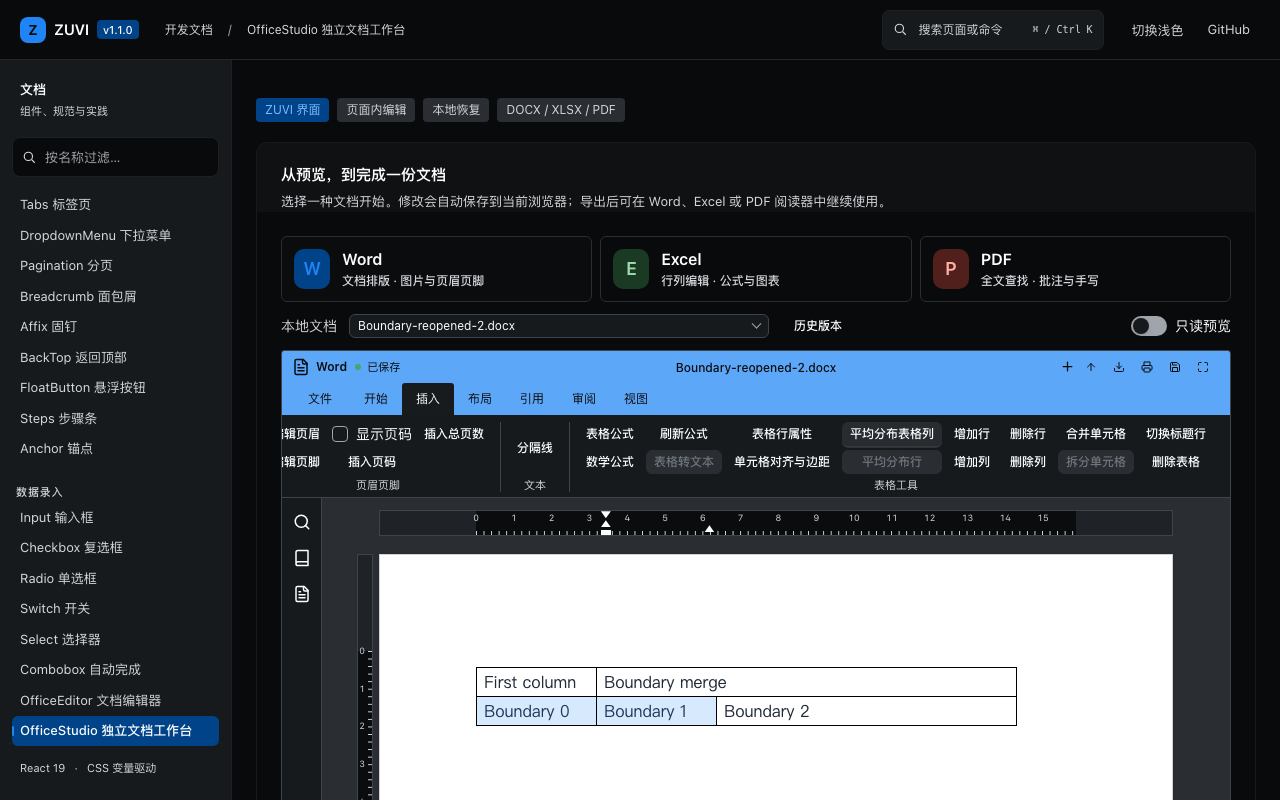 Z ZUVI v1.1.0 开发文档 / OfficeStudio 独立文档工作台 搜索页面或命令 ⌘ / Ctrl K 切换浅色 GitHub
文档
组件、规范与实践
按名称过滤...
Tabs 标签页
DropdownMenu 下拉菜单
Pagination 分页
Breadcrumb 面包屑
Affix 固钉
BackTop 返回顶部
FloatButton 悬浮按钮
Steps 步骤条
Anchor 锚点
数据录入
Input 输入框
Checkbox 复选框
Radio 单选框
Switch 开关
Select 选择器
Combobox 自动完成
OfficeEditor 文档编辑器
OfficeStudio 独立文档工作台
React 19 · CSS 变量驱动
ZUVI 界面 页面内编辑 本地恢复 DOCX / XLSX / PDF
从预览，到完成一份文档
选择一种文档开始。修改会自动保存到当前浏览器；导出后可在 Word、Excel 或 PDF 阅读器中继续使用。
W Word
文档排版 · 图片与页眉页脚
E Excel
行列编辑 · 公式与图表
P PDF
全文查找 · 批注与手写
本地文档 Boundary-reopened-2.docx 历史版本 只读预览
Word 已保存 Boundary-reopened-2.docx
文件 开始 插入 布局 引用 审阅 视图
辑页眉 显示页码 插入总页数
辑页脚 插入页码
页眉页脚
分隔线
文本
表格公式 刷新公式 表格行属性 平均分布表格列 增加行 删除行 合并单元格 切换标题行
数学公式 表格转文本 单元格对齐与边距 平均分布行 增加列 删除列 拆分单元格 删除表格
表格工具
0 1 2 3 4 5 6 7 8 9 10 11 12 13 14 15
0
1
2
3
First column Boundary merge
Boundary 0 Boundary 1 Boundary 2